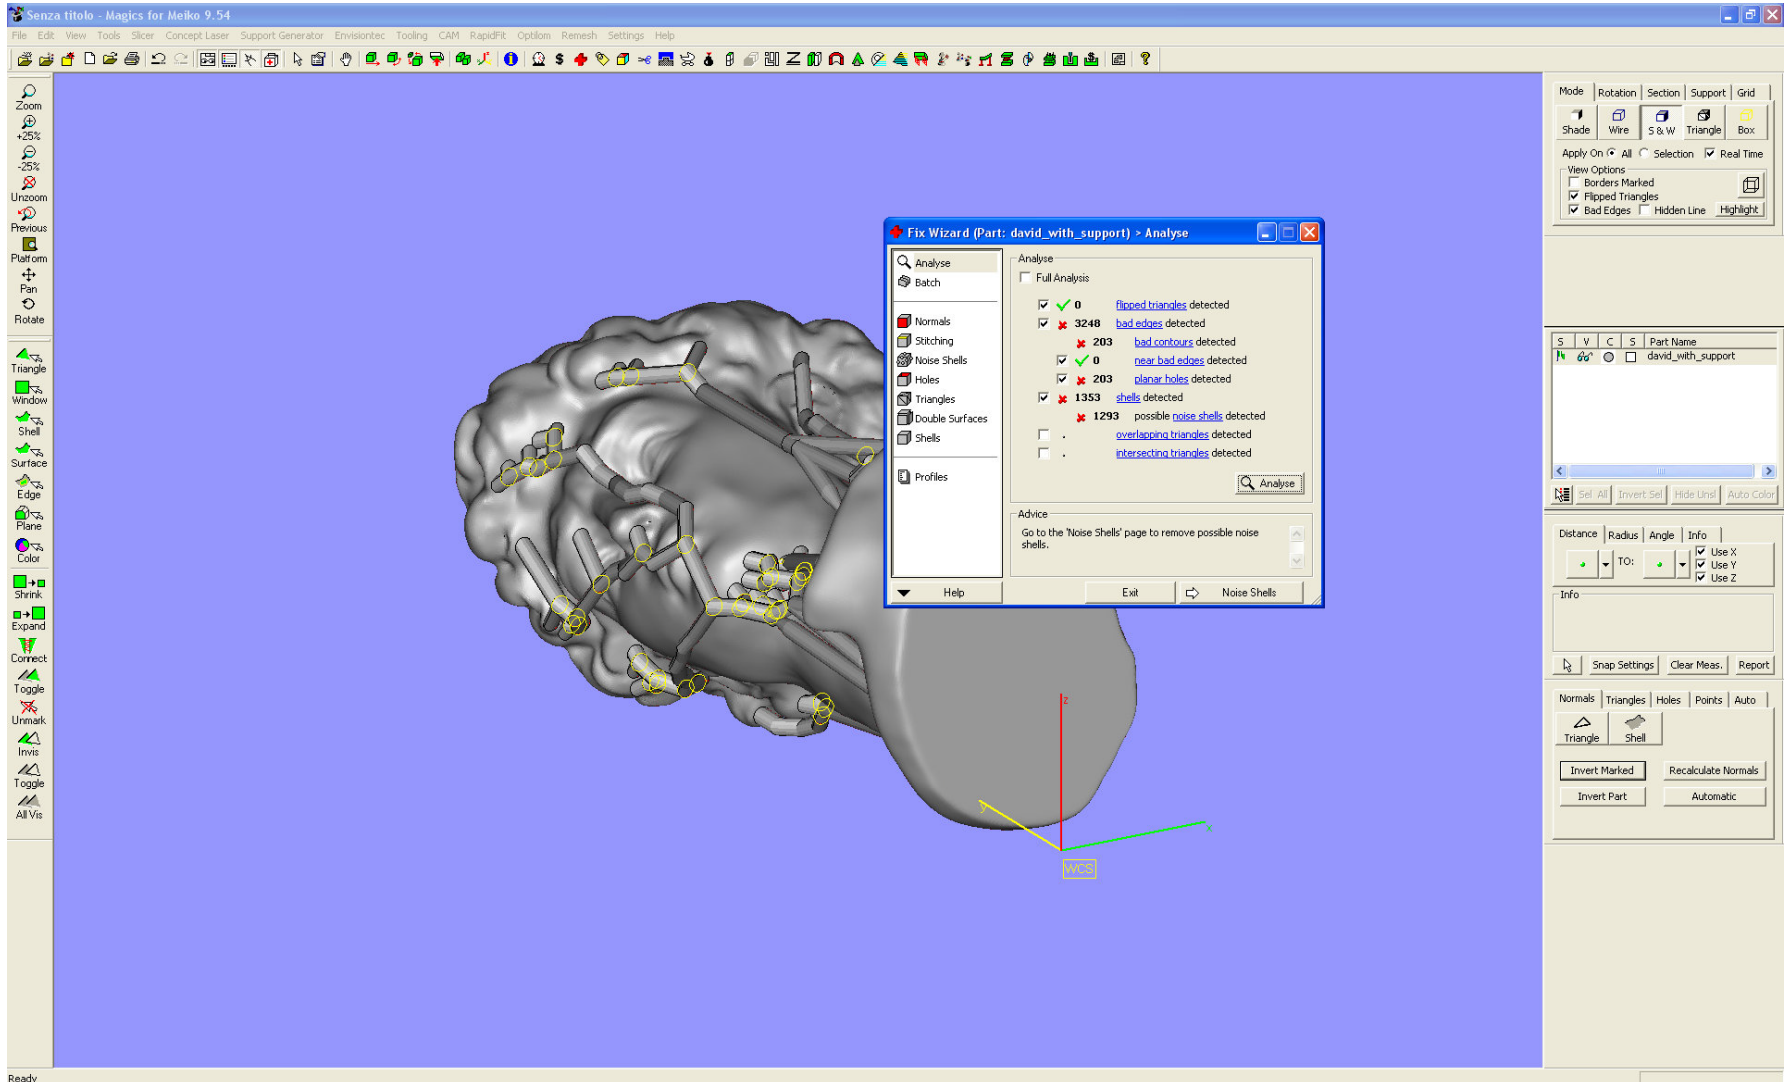 Senza titolo - Magics for Meiko 9.54
File Edit View Tools Slicer Concept Laser Support Generator Envisiontec Tooling CAM RapidFit Optilom Remesh Settings Help
Zoom
+25%
-25%
Unzoom
Previous
Platform
Pan
Rotate
Triangle
Window
Shell
Surface
Edge
Plane
Color
Shrink
Expand
Connect
Toggle
Unmark
Invis
Toggle
All Vis
Fix Wizard (Part: david_with_support) > Analyse
Analyse
Batch
Normals
Stitching
Noise Shells
Holes
Triangles
Double Surfaces
Shells
Profiles
Analyse
Full Analysis
0 flipped triangles detected
3248 bad edges detected
203 bad contours detected
0 near bad edges detected
203 planar holes detected
1353 shells detected
1293 possible noise shells detected
. overlapping triangles detected
. intersecting triangles detected
Analyse
Advice
Go to the 'Noise Shells' page to remove possible noise
shells.
Help Exit Noise Shells
z
y
x
WCS
Mode Rotation Section Support Grid
Shade Wire S & W Triangle Box
Apply On All Selection Real Time
View Options
Borders Marked
Flipped Triangles
Bad Edges Hidden Line Highlight
S V C S Part Name
david_with_support
Sel All Invert Sel Hide Unsl Auto Color
Distance Radius Angle Info
TO:
Use X
Use Y
Use Z
Info
Snap Settings Clear Meas. Report
Normals Triangles Holes Points Auto
Triangle Shell
Invert Marked Recalculate Normals
Invert Part Automatic
Ready